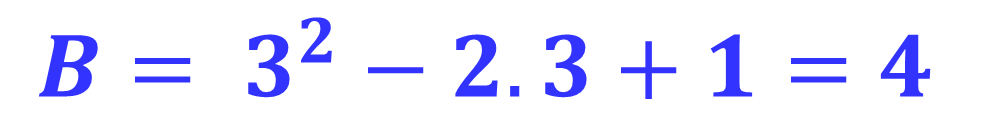 B = 3² − 2. 3 + 1 = 4